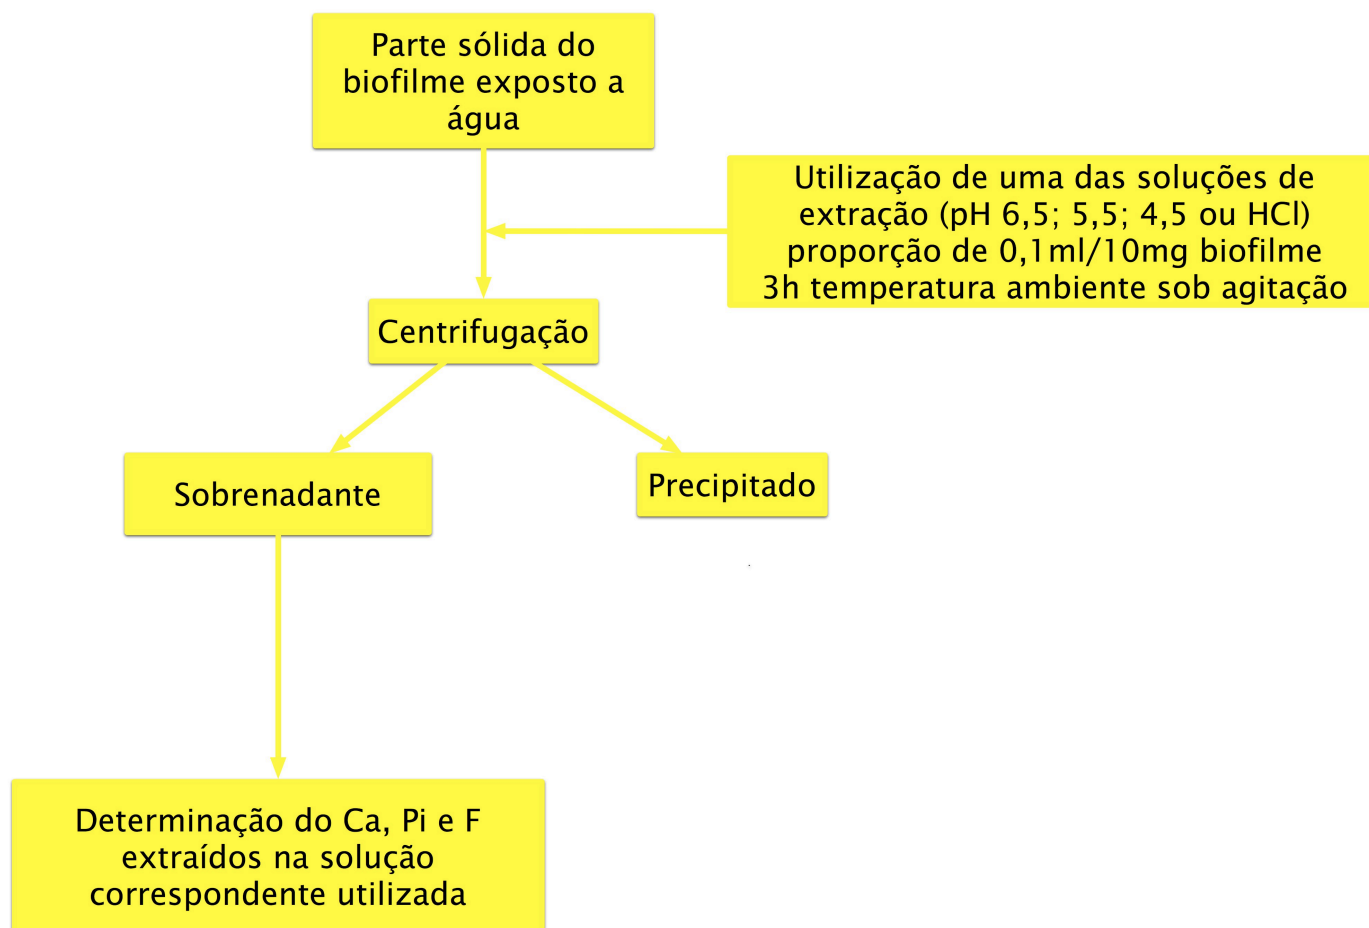 Parte sólida do
biofilme exposto a
água
Utilização de uma das soluções de
extração (pH 6,5; 5,5; 4,5 ou HCl)
proporção de 0,1ml/10mg biofilme
3h temperatura ambiente sob agitação
Centrifugação
Sobrenadante
Precipitado
Determinação do Ca, Pi e F
extraídos na solução
correspondente utilizada